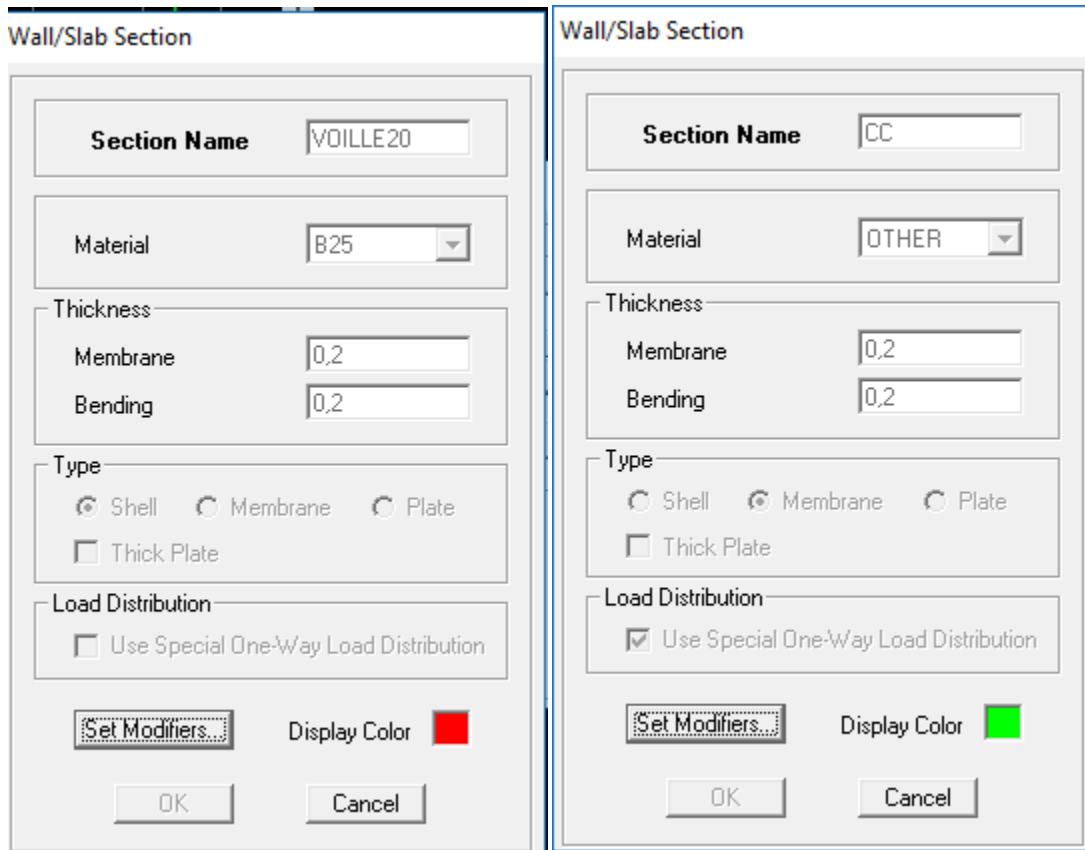 Wall/Slab Section
Section Name VOILLE20
Material B25
Thickness
Membrane 0,2
Bending 0,2
Type
Shell Membrane Plate
Thick Plate
Load Distribution
Use Special One-Way Load Distribution
Set Modifiers... Display Color
OK Cancel
Wall/Slab Section
Section Name CC
Material OTHER
Thickness
Membrane 0,2
Bending 0,2
Type
Shell Membrane Plate
Thick Plate
Load Distribution
Use Special One-Way Load Distribution
Set Modifiers... Display Color
OK Cancel